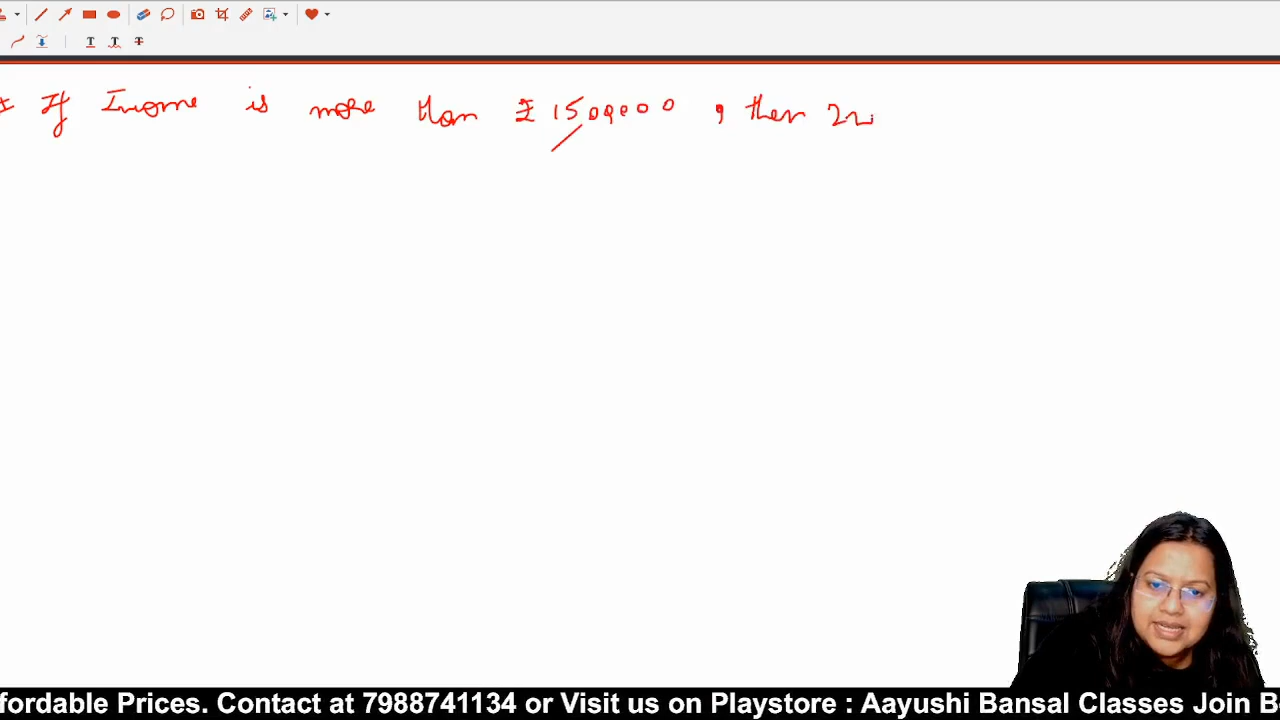 If Income is more than ₹ 1500000 , then
fordable Prices. Contact at 7988741134 or Visit us on Playstore : Aayushi Bansal Classes Join B